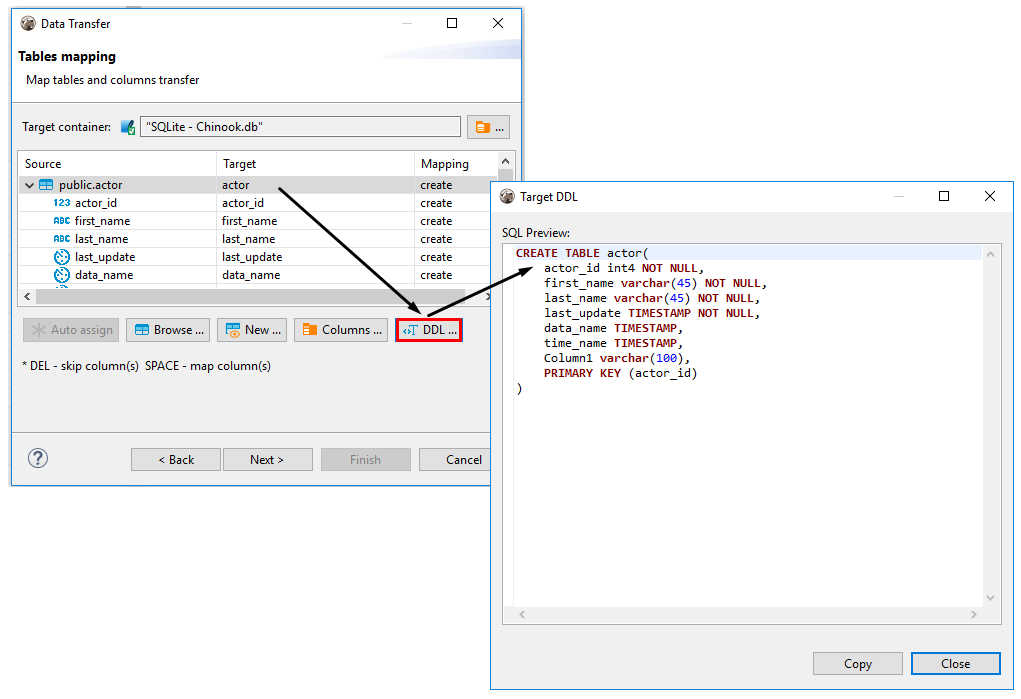 Data Transfer
Tables mapping
Map tables and columns transfer
Target container: "SQLite - Chinook.db" ...
Source Target Mapping
public.actor actor create
123 actor_id actor_id create
ABC first_name first_name create
ABC last_name last_name create
last_update last_update create
data_name data_name create
Auto assign Browse ... New ... Columns ... DDL ...
* DEL - skip column(s) SPACE - map column(s)
? < Back Next > Finish Cancel
Target DDL
SQL Preview:
CREATE TABLE actor(
actor_id int4 NOT NULL,
first_name varchar(45) NOT NULL,
last_name varchar(45) NOT NULL,
last_update TIMESTAMP NOT NULL,
data_name TIMESTAMP,
time_name TIMESTAMP,
Column1 varchar(100),
PRIMARY KEY (actor_id)
)
Copy Close